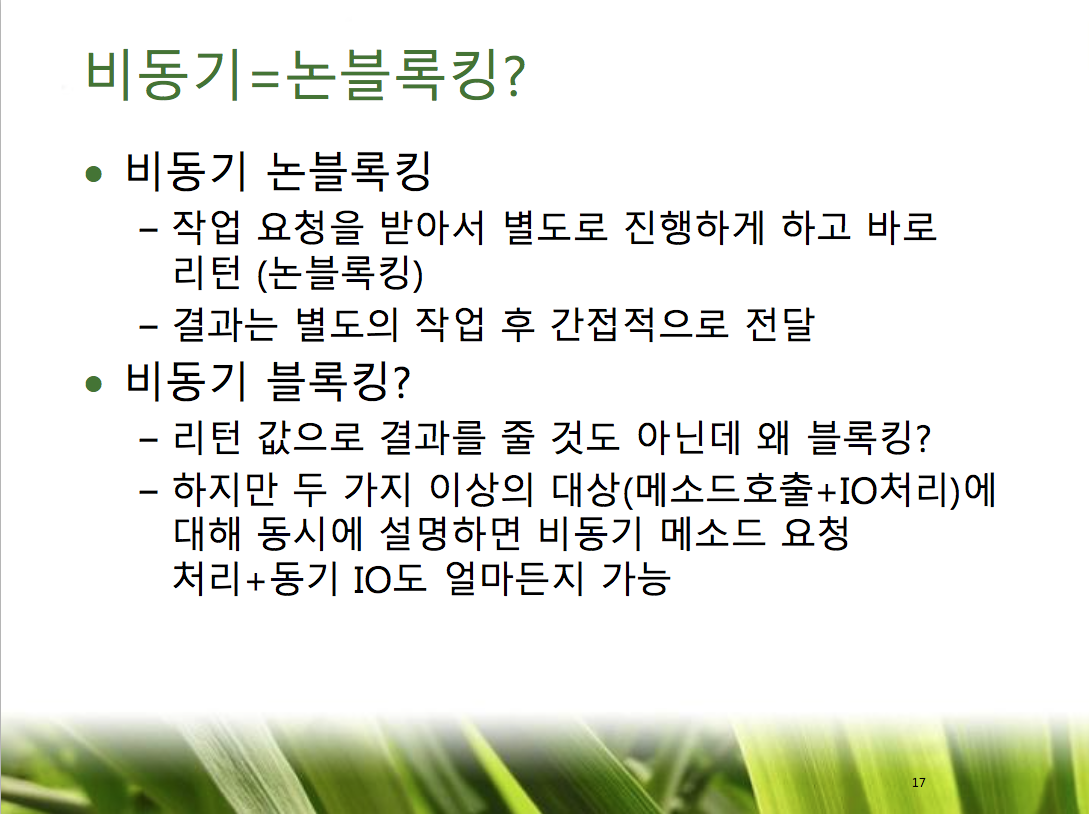 비동기=논블록킹?
• 비동기 논블록킹
– 작업 요청을 받아서 별도로 진행하게 하고 바로
리턴 (논블록킹)
– 결과는 별도의 작업 후 간접적으로 전달
• 비동기 블록킹?
– 리턴 값으로 결과를 줄 것도 아닌데 왜 블록킹?
– 하지만 두 가지 이상의 대상(메소드호출+IO처리)에
대해 동시에 설명하면 비동기 메소드 요청
처리+동기 IO도 얼마든지 가능
17